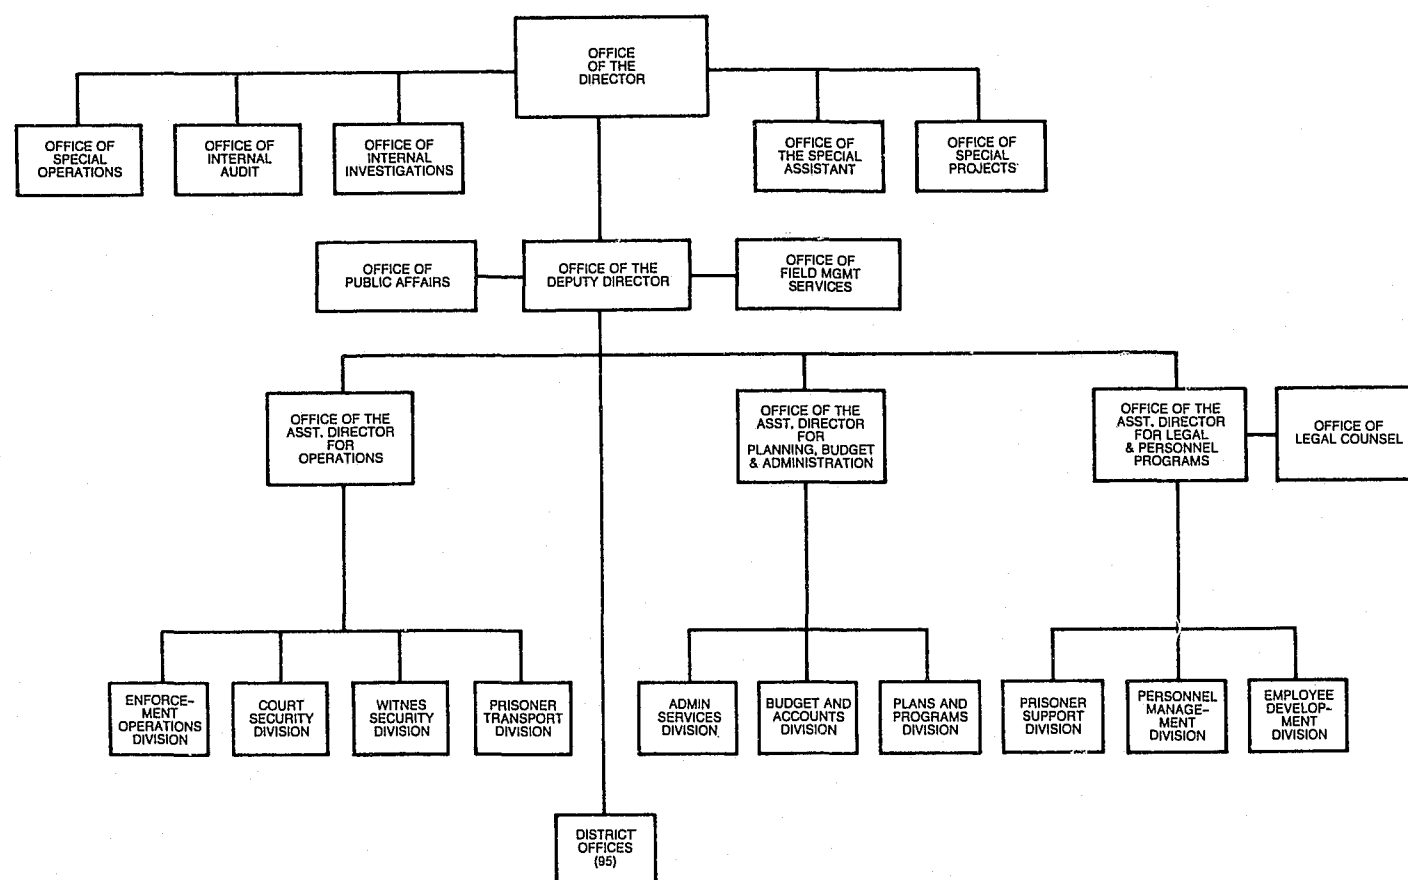 OFFICE
OF THE
DIRECTOR
OFFICE OF
SPECIAL
OPERATIONS
OFFICE OF
INTERNAL
AUDIT
OFFICE OF
INTERNAL
INVESTIGATIONS
OFFICE OF
THE SPECIAL
ASSISTANT
OFFICE OF
SPECIAL
PROJECTS
OFFICE OF
PUBLIC AFFAIRS
OFFICE OF THE
DEPUTY DIRECTOR
OFFICE OF
FIELD MGMT
SERVICES
OFFICE OF THE
ASST. DIRECTOR
FOR
OPERATIONS
OFFICE OF THE
ASST. DIRECTOR
FOR
PLANNING, BUDGET
& ADMINISTRATION
OFFICE OF THE
ASST. DIRECTOR
FOR LEGAL
& PERSONNEL
PROGRAMS
OFFICE OF
LEGAL COUNSEL
ENFORCE-
MENT
OPERATIONS
DIVISION
COURT
SECURITY
DIVISION
WITNES
SECURITY
DIVISION
PRISONER
TRANSPORT
DIVISION
ADMIN
SERVICES
DIVISION
BUDGET AND
ACCOUNTS
DIVISION
PLANS AND
PROGRAMS
DIVISION
PRISONER
SUPPORT
DIVISION
PERSONNEL
MANAGE-
MENT
DIVISION
EMPLOYEE
DEVELOP-
MENT
DIVISION
DISTRICT
OFFICES
(95)